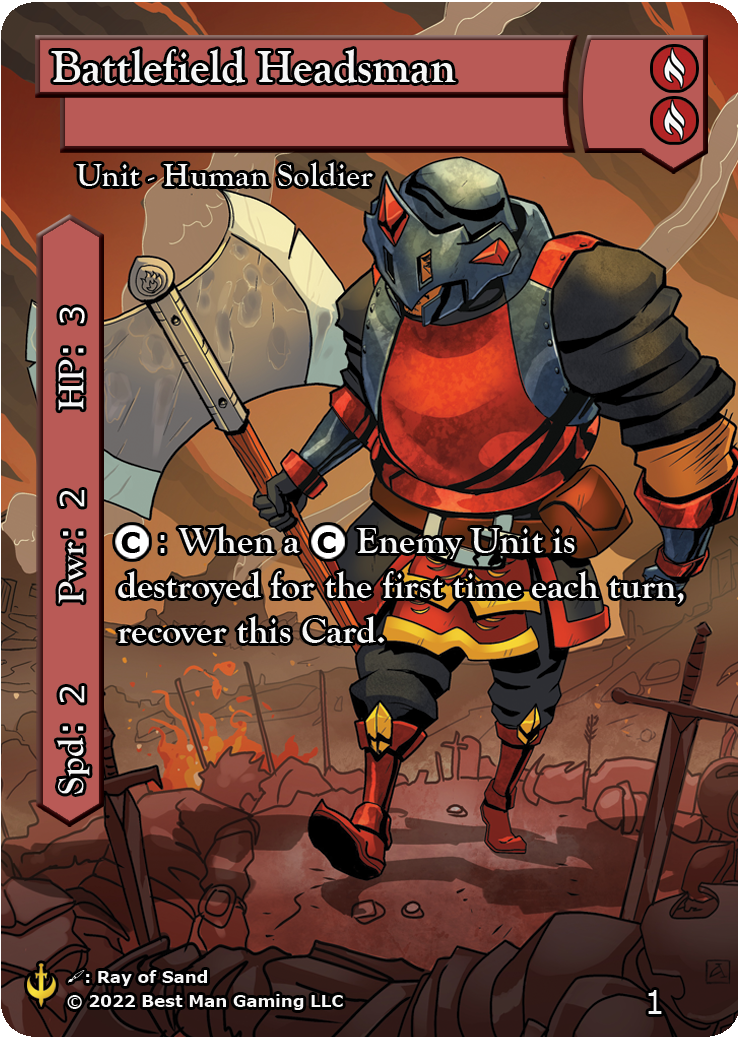 Battlefield Headsman
Unit - Human Soldier
HP: 3
Pwr: 2
Spd: 2
C: When a C Enemy Unit is
destroyed for the first time each turn,
recover this Card.
: Ray of Sand
© 2022 Best Man Gaming LLC
1